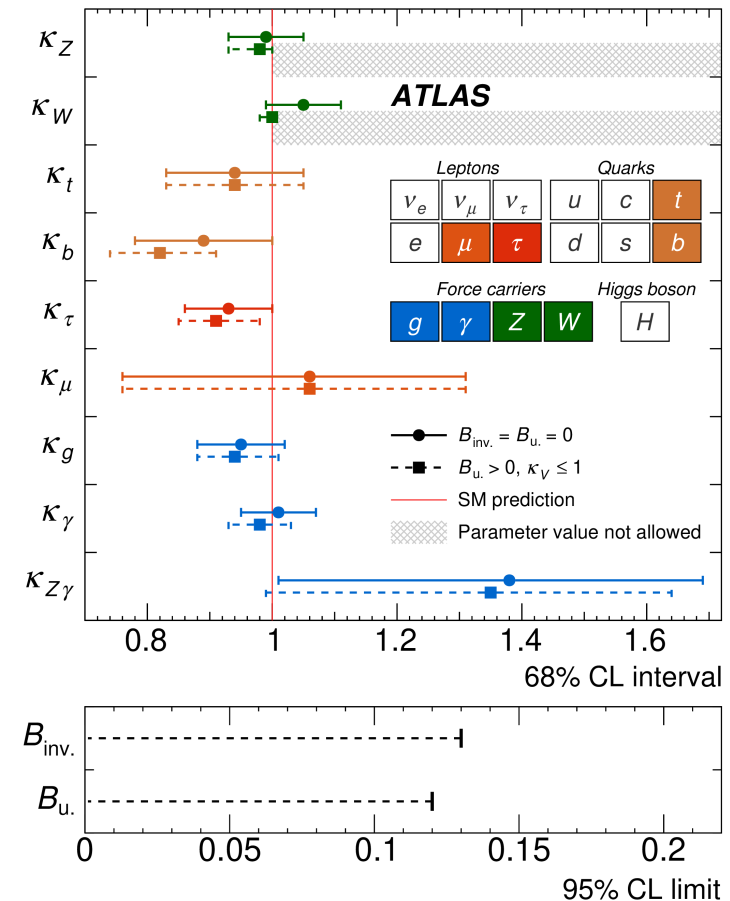 κZ
κW
ATLAS
κt
Leptons Quarks
νe νμ ντ u c t
κb
e μ τ d s b
Force carriers Higgs boson
κτ
g γ Z W H
κμ
κg
Binv. = Bu. = 0
Bu. > 0, κV ≤ 1
SM prediction
κγ
Parameter value not allowed
κZγ
0.8 1 1.2 1.4 1.6
68% CL interval
Binv.
Bu.
0 0.05 0.1 0.15 0.2
95% CL limit